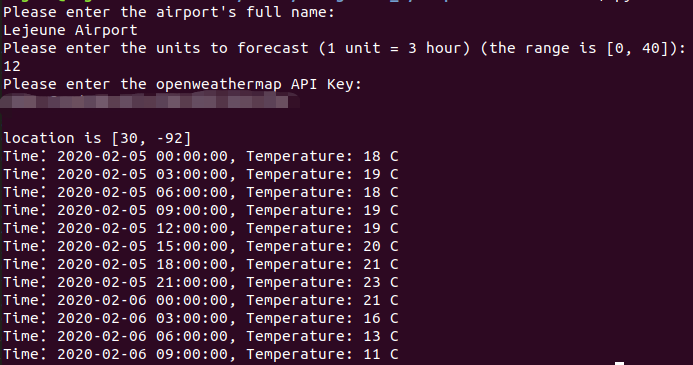 Please enter the airport's full name:
Lejeune Airport
Please enter the units to forecast (1 unit = 3 hour) (the range is [0, 40]):
12
Please enter the openweathermap API Key:
location is [30, -92]
Time: 2020-02-05 00:00:00, Temperature: 18 C
Time: 2020-02-05 03:00:00, Temperature: 19 C
Time: 2020-02-05 06:00:00, Temperature: 18 C
Time: 2020-02-05 09:00:00, Temperature: 19 C
Time: 2020-02-05 12:00:00, Temperature: 19 C
Time: 2020-02-05 15:00:00, Temperature: 20 C
Time: 2020-02-05 18:00:00, Temperature: 21 C
Time: 2020-02-05 21:00:00, Temperature: 23 C
Time: 2020-02-06 00:00:00, Temperature: 21 C
Time: 2020-02-06 03:00:00, Temperature: 16 C
Time: 2020-02-06 06:00:00, Temperature: 13 C
Time: 2020-02-06 09:00:00, Temperature: 11 C